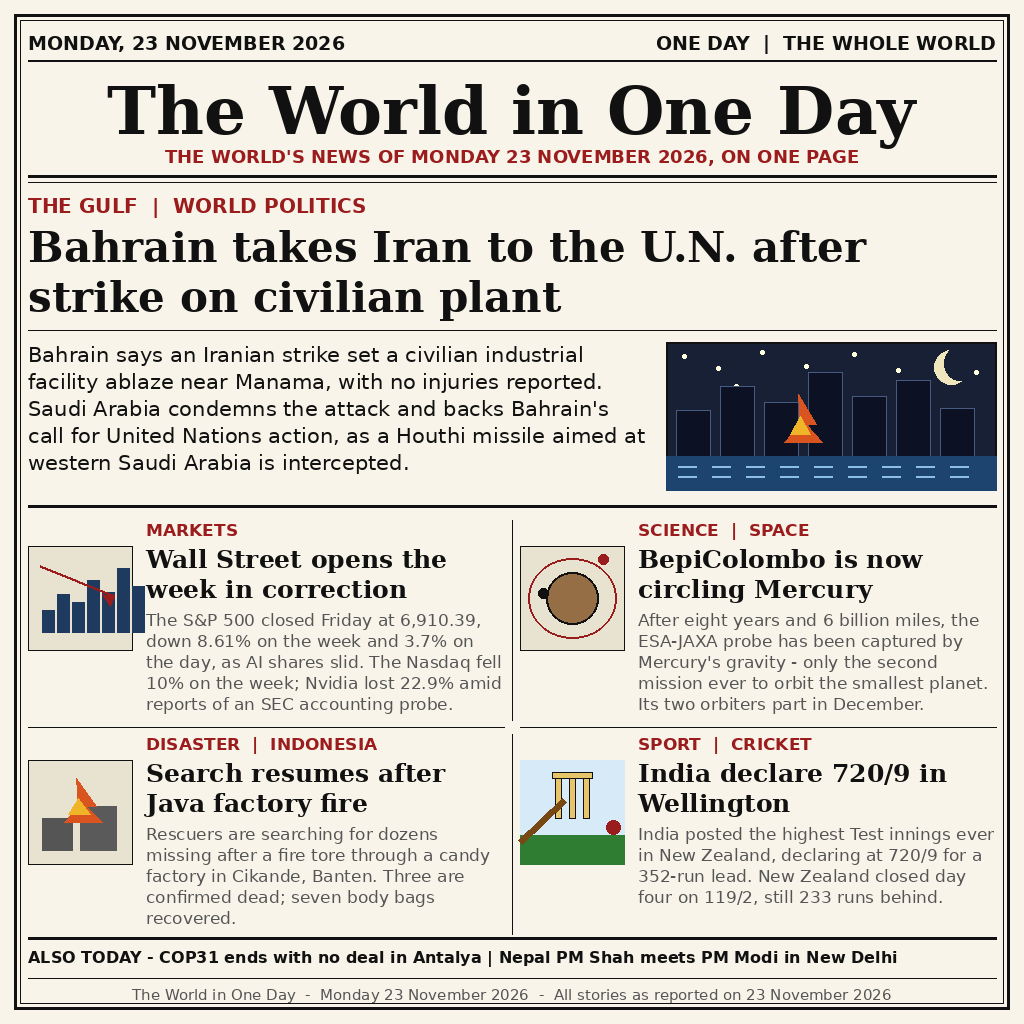 MONDAY, 23 NOVEMBER 2026
ONE DAY | THE WHOLE WORLD
The World in One Day
THE WORLD'S NEWS OF MONDAY 23 NOVEMBER 2026, ON ONE PAGE
THE GULF | WORLD POLITICS
Bahrain takes Iran to the U.N. after
strike on civilian plant
Bahrain says an Iranian strike set a civilian industrial
facility ablaze near Manama, with no injuries reported.
Saudi Arabia condemns the attack and backs Bahrain's
call for United Nations action, as a Houthi missile aimed at
western Saudi Arabia is intercepted.
MARKETS
Wall Street opens the
week in correction
The S&P 500 closed Friday at 6,910.39,
down 8.61% on the week and 3.7% on
the day, as AI shares slid. The Nasdaq fell
10% on the week; Nvidia lost 22.9% amid
reports of an SEC accounting probe.
SCIENCE | SPACE
BepiColombo is now
circling Mercury
After eight years and 6 billion miles, the
ESA-JAXA probe has been captured by
Mercury's gravity - only the second
mission ever to orbit the smallest planet.
Its two orbiters part in December.
DISASTER | INDONESIA
Search resumes after
Java factory fire
Rescuers are searching for dozens
missing after a fire tore through a candy
factory in Cikande, Banten. Three are
confirmed dead; seven body bags
recovered.
SPORT | CRICKET
India declare 720/9 in
Wellington
India posted the highest Test innings ever
in New Zealand, declaring at 720/9 for a
352-run lead. New Zealand closed day
four on 119/2, still 233 runs behind.
ALSO TODAY - COP31 ends with no deal in Antalya | Nepal PM Shah meets PM Modi in New Delhi
The World in One Day - Monday 23 November 2026 - All stories as reported on 23 November 2026